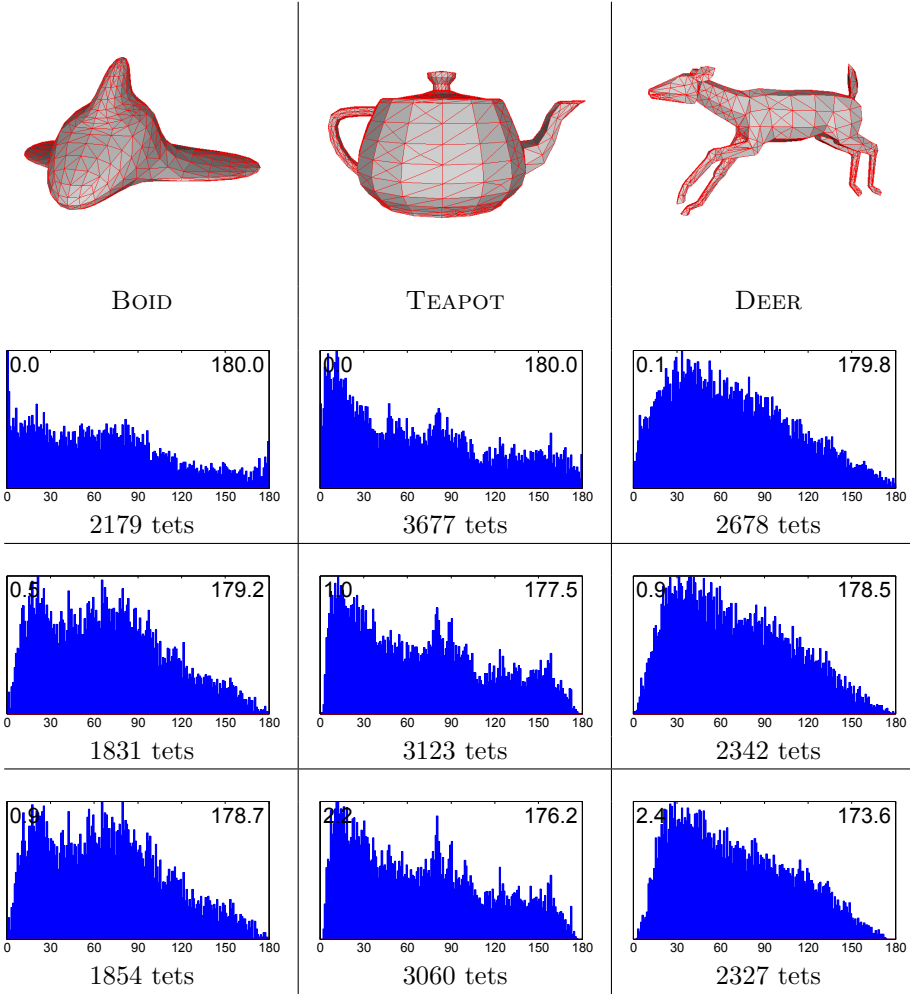 BOID TEAPOT DEER
0.0 180.0 0.0 180.0 0.1 179.8
0 30 60 90 120 150 180 0 30 60 90 120 150 180 0 30 60 90 120 150 180
2179 tets 3677 tets 2678 tets
0.5 179.2 1.0 177.5 0.9 178.5
0 30 60 90 120 150 180 0 30 60 90 120 150 180 0 30 60 90 120 150 180
1831 tets 3123 tets 2342 tets
0.9 178.7 2.2 176.2 2.4 173.6
0 30 60 90 120 150 180 0 30 60 90 120 150 180 0 30 60 90 120 150 180
1854 tets 3060 tets 2327 tets